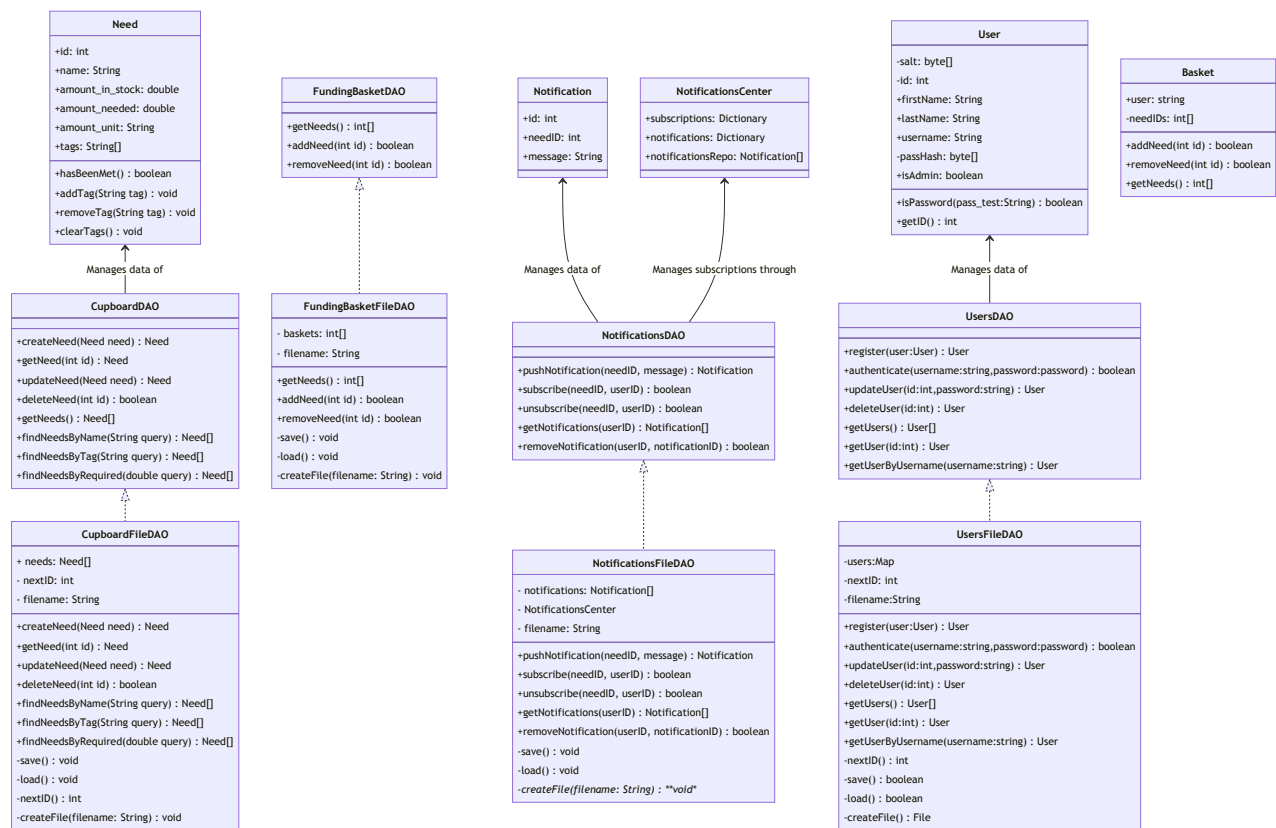 Need
+id: int
+name: String
+amount_in_stock: double
+amount_needed: double
+amount_unit: String
+tags: String[]
+hasBeenMet() : boolean
+addTag(String tag) : void
+removeTag(String tag) : void
+clearTags() : void
Manages data of
CupboardDAO
+createNeed(Need need) : Need
+getNeed(int id) : Need
+updateNeed(Need need) : Need
+deleteNeed(int id) : boolean
+getNeeds() : Need[]
+findNeedsByName(String query) : Need[]
+findNeedsByTag(String query) : Need[]
+findNeedsByRequired(double query) : Need[]
CupboardFileDAO
+ needs: Need[]
- nextID: int
- filename: String
+createNeed(Need need) : Need
+getNeed(int id) : Need
+updateNeed(Need need) : Need
+deleteNeed(int id) : boolean
+findNeedsByName(String query) : Need[]
+findNeedsByTag(String query) : Need[]
+findNeedsByRequired(double query) : Need[]
-save() : void
-load() : void
-nextID() : int
-createFile(filename: String) : void
FundingBasketDAO
+getNeeds() : int[]
+addNeed(int id) : boolean
+removeNeed(int id) : boolean
FundingBasketFileDAO
- baskets: int[]
- filename: String
+getNeeds() : int[]
+addNeed(int id) : boolean
+removeNeed(int id) : boolean
-save() : void
-load() : void
-createFile(filename: String) : void
Notification
+id: int
+needID: int
+message: String
NotificationsCenter
+subscriptions: Dictionary
+notifications: Dictionary
+notificationsRepo: Notification[]
Manages data of
Manages subscriptions through
NotificationsDAO
+pushNotification(needID, message) : Notification
+subscribe(needID, userID) : boolean
+unsubscribe(needID, userID) : boolean
+getNotifications(userID) : Notification[]
+removeNotification(userID, notificationID) : boolean
NotificationsFileDAO
- notifications: Notification[]
- NotificationsCenter
- filename: String
+pushNotification(needID, message) : Notification
+subscribe(needID, userID) : boolean
+unsubscribe(needID, userID) : boolean
+getNotifications(userID) : Notification[]
+removeNotification(userID, notificationID) : boolean
-save() : void
-load() : void
-createFile(filename: String) : **void*
User
-salt: byte[]
-id: int
+firstName: String
+lastName: String
+username: String
-passHash: byte[]
+isAdmin: boolean
+isPassword(pass_test:String) : boolean
+getID() : int
Manages data of
UsersDAO
+register(user:User) : User
+authenticate(username:string,password:password) : boolean
+updateUser(id:int,password:string) : User
+deleteUser(id:int) : User
+getUsers() : User[]
+getUser(id:int) : User
+getUserByUsername(username:string) : User
UsersFileDAO
-users:Map
-nextID: int
-filename:String
+register(user:User) : User
+authenticate(username:string,password:password) : boolean
+updateUser(id:int,password:string) : User
+deleteUser(id:int) : User
+getUsers() : User[]
+getUser(id:int) : User
+getUserByUsername(username:string) : User
-nextID() : int
-save() : boolean
-load() : boolean
-createFile() : File
Basket
+user: string
-needIDs: int[]
+addNeed(int id) : boolean
+removeNeed(int id) : boolean
+getNeeds() : int[]